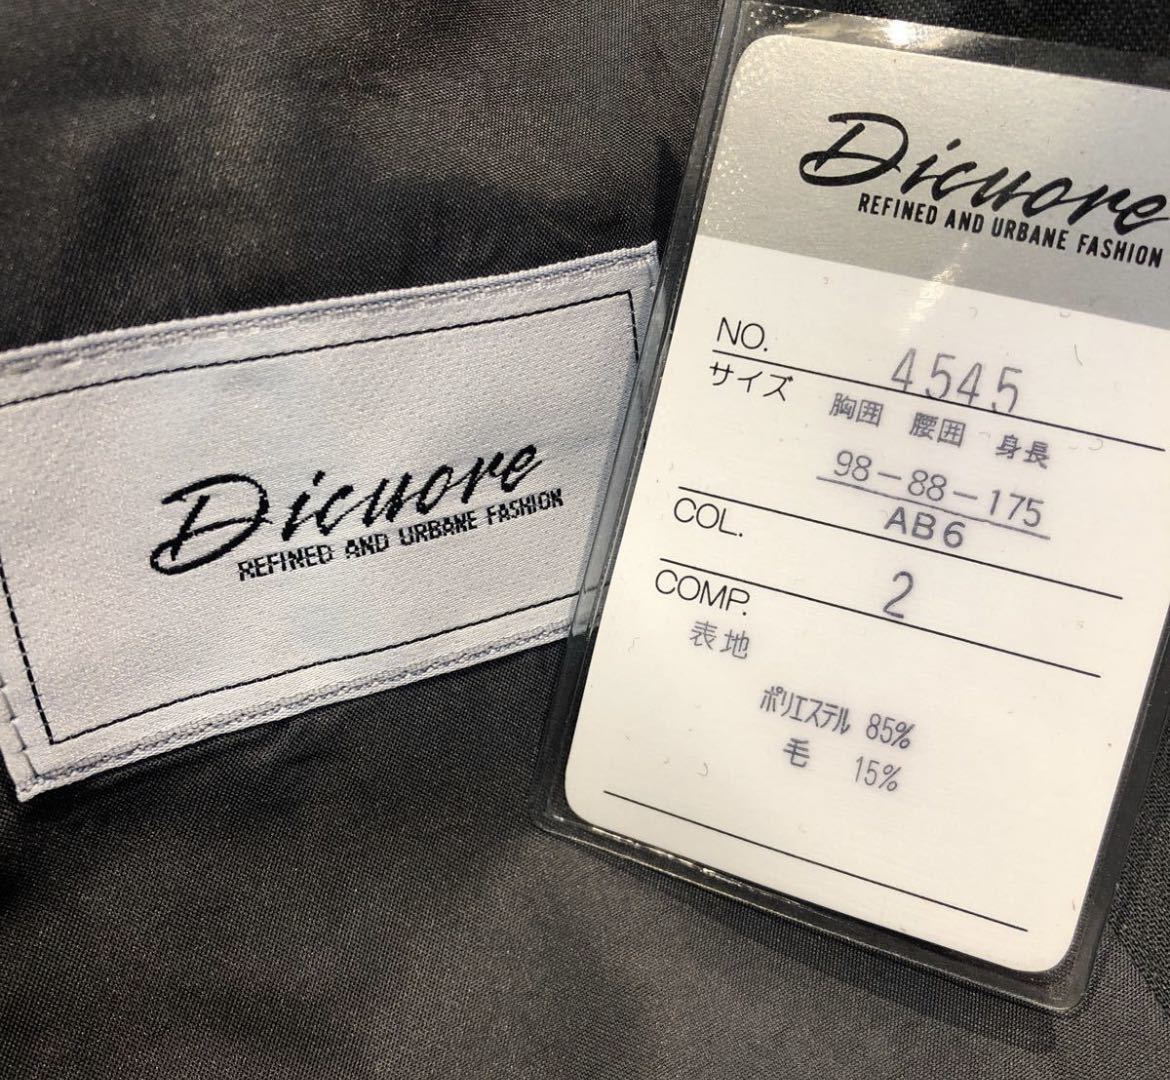 Dicuore
REFINED AND URBANE FASHION
Dicuore
REFINED AND URBANE FASHION
NO. 4545
サイズ 胸囲 腰囲 身長
98-88-175
AB6
COL. 2
COMP.
表地
ポリエステル 85%
毛 15%